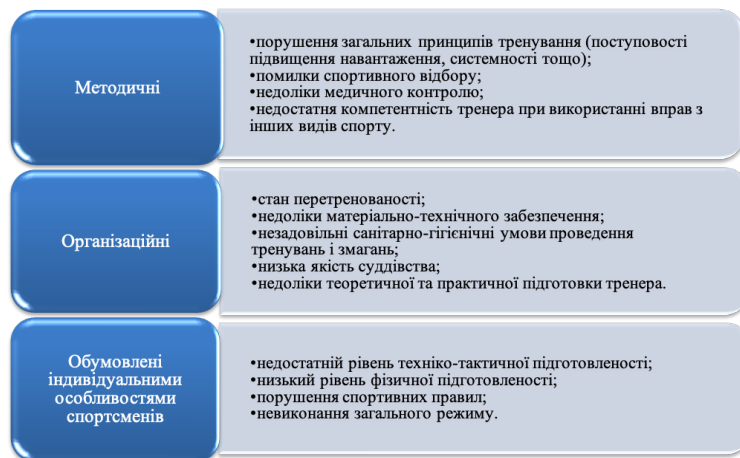 Методичні
•порушення загальних принципів тренування (поступовості
підвищення навантаження, системності тощо);
•помилки спортивного відбору;
•недоліки медичного контролю;
•недостатня компетентність тренера при використанні вправ з
інших видів спорту.
Організаційні
•стан перетренованості;
•недоліки матеріально-технічного забезпечення;
•незадовільні санітарно-гігієнічні умови проведення
тренувань і змагань;
•низька якість суддівства;
•недоліки теоретичної та практичної підготовки тренера.
Обумовлені
індивідуальними
особливостями
спортсменів
•недостатній рівень техніко-тактичної підготовленості;
•низький рівень фізичної підготовленості;
•порушення спортивних правил;
•невиконання загального режиму.